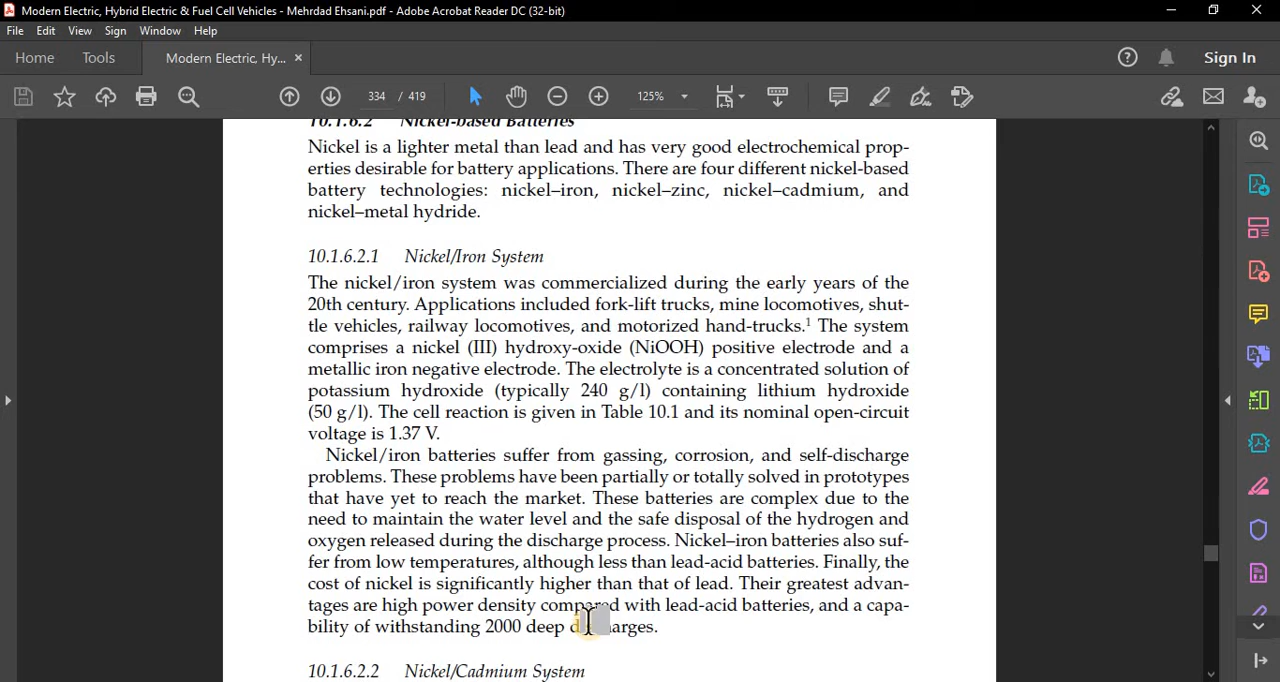 Modern Electric, Hybrid Electric & Fuel Cell Vehicles - Mehrdad Ehsani.pdf - Adobe Acrobat Reader DC (32-bit)
File Edit View Sign Window Help
Home Tools Modern Electric, Hy... × Sign In
334 / 419 125%
10.1.6.2 Nickel-based Batteries
Nickel is a lighter metal than lead and has very good electrochemical prop-
erties desirable for battery applications. There are four different nickel-based
battery technologies: nickel–iron, nickel–zinc, nickel–cadmium, and
nickel–metal hydride.
10.1.6.2.1 Nickel/Iron System
The nickel/iron system was commercialized during the early years of the
20th century. Applications included fork-lift trucks, mine locomotives, shut-
tle vehicles, railway locomotives, and motorized hand-trucks.¹ The system
comprises a nickel (III) hydroxy-oxide (NiOOH) positive electrode and a
metallic iron negative electrode. The electrolyte is a concentrated solution of
potassium hydroxide (typically 240 g/l) containing lithium hydroxide
(50 g/l). The cell reaction is given in Table 10.1 and its nominal open-circuit
voltage is 1.37 V.
Nickel/iron batteries suffer from gassing, corrosion, and self-discharge
problems. These problems have been partially or totally solved in prototypes
that have yet to reach the market. These batteries are complex due to the
need to maintain the water level and the safe disposal of the hydrogen and
oxygen released during the discharge process. Nickel–iron batteries also suf-
fer from low temperatures, although less than lead-acid batteries. Finally, the
cost of nickel is significantly higher than that of lead. Their greatest advan-
tages are high power density compared with lead-acid batteries, and a capa-
bility of withstanding 2000 deep discharges.
10.1.6.2.2 Nickel/Cadmium System